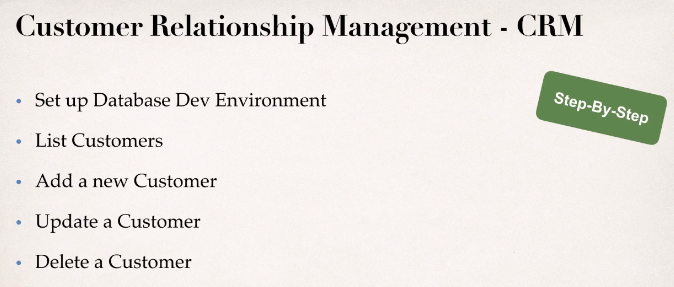 Customer Relationship Management - CRM
Step-By-Step
• Set up Database Dev Environment
• List Customers
• Add a new Customer
• Update a Customer
• Delete a Customer